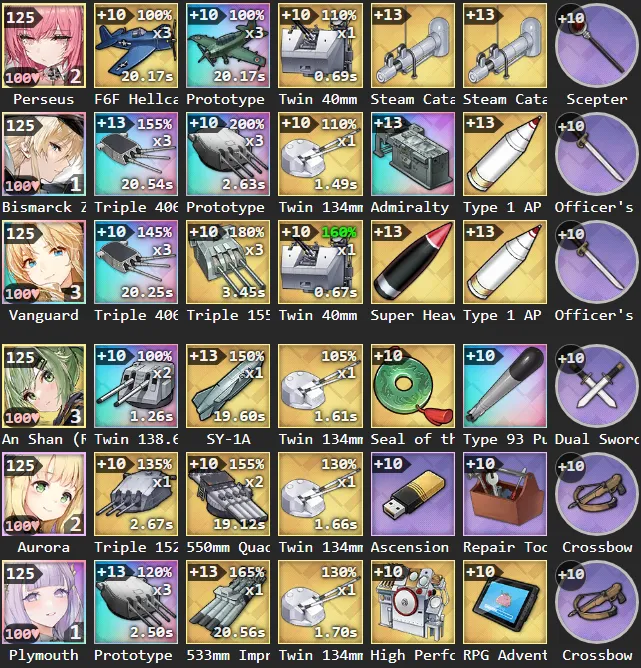 125 +10 100% +10 100% +10 110% +13 +13 +10
x3 x3 x1
100♥ 2 20.17s 20.17s 0.69s
Perseus F6F Hellca Prototype Twin 40mm Steam Cata Steam Cata Scepter
125 +13 155% +10 200% +10 110% +13 +13 +10
x3 x3 x1
100♥ 1 20.54s 2.63s 1.49s
Bismarck Z Triple 406 Prototype Twin 134mm Admiralty Type 1 AP Officer's
125 +10 145% +10 180% +10 160% +13 +13 +10
x3 x3 x1
100♥ 3 20.25s 3.45s 0.67s
Vanguard Triple 406 Triple 155 Twin 40mm Super Heav Type 1 AP Officer's
125 +10 100% +13 150% 105% +10 +10 +10
x2 x1 x1
100♥ 3 1.26s 19.60s 1.61s
An Shan (R Twin 138.6 SY-1A Twin 134mm Seal of th Type 93 Pu Dual Sword
125 +10 135% +10 155% 130% +10 +10 +10
x1 x2 x1
100♥ 2 2.67s 19.12s 1.66s
Aurora Triple 152 550mm Quad Twin 134mm Ascension Repair Too Crossbow
125 +13 120% +13 165% 130% +10 +10 +10
x3 x1 x1
100♥ 1 2.50s 20.56s 1.70s
Plymouth Prototype 533mm Impr Twin 134mm High Perfo RPG Advent Crossbow